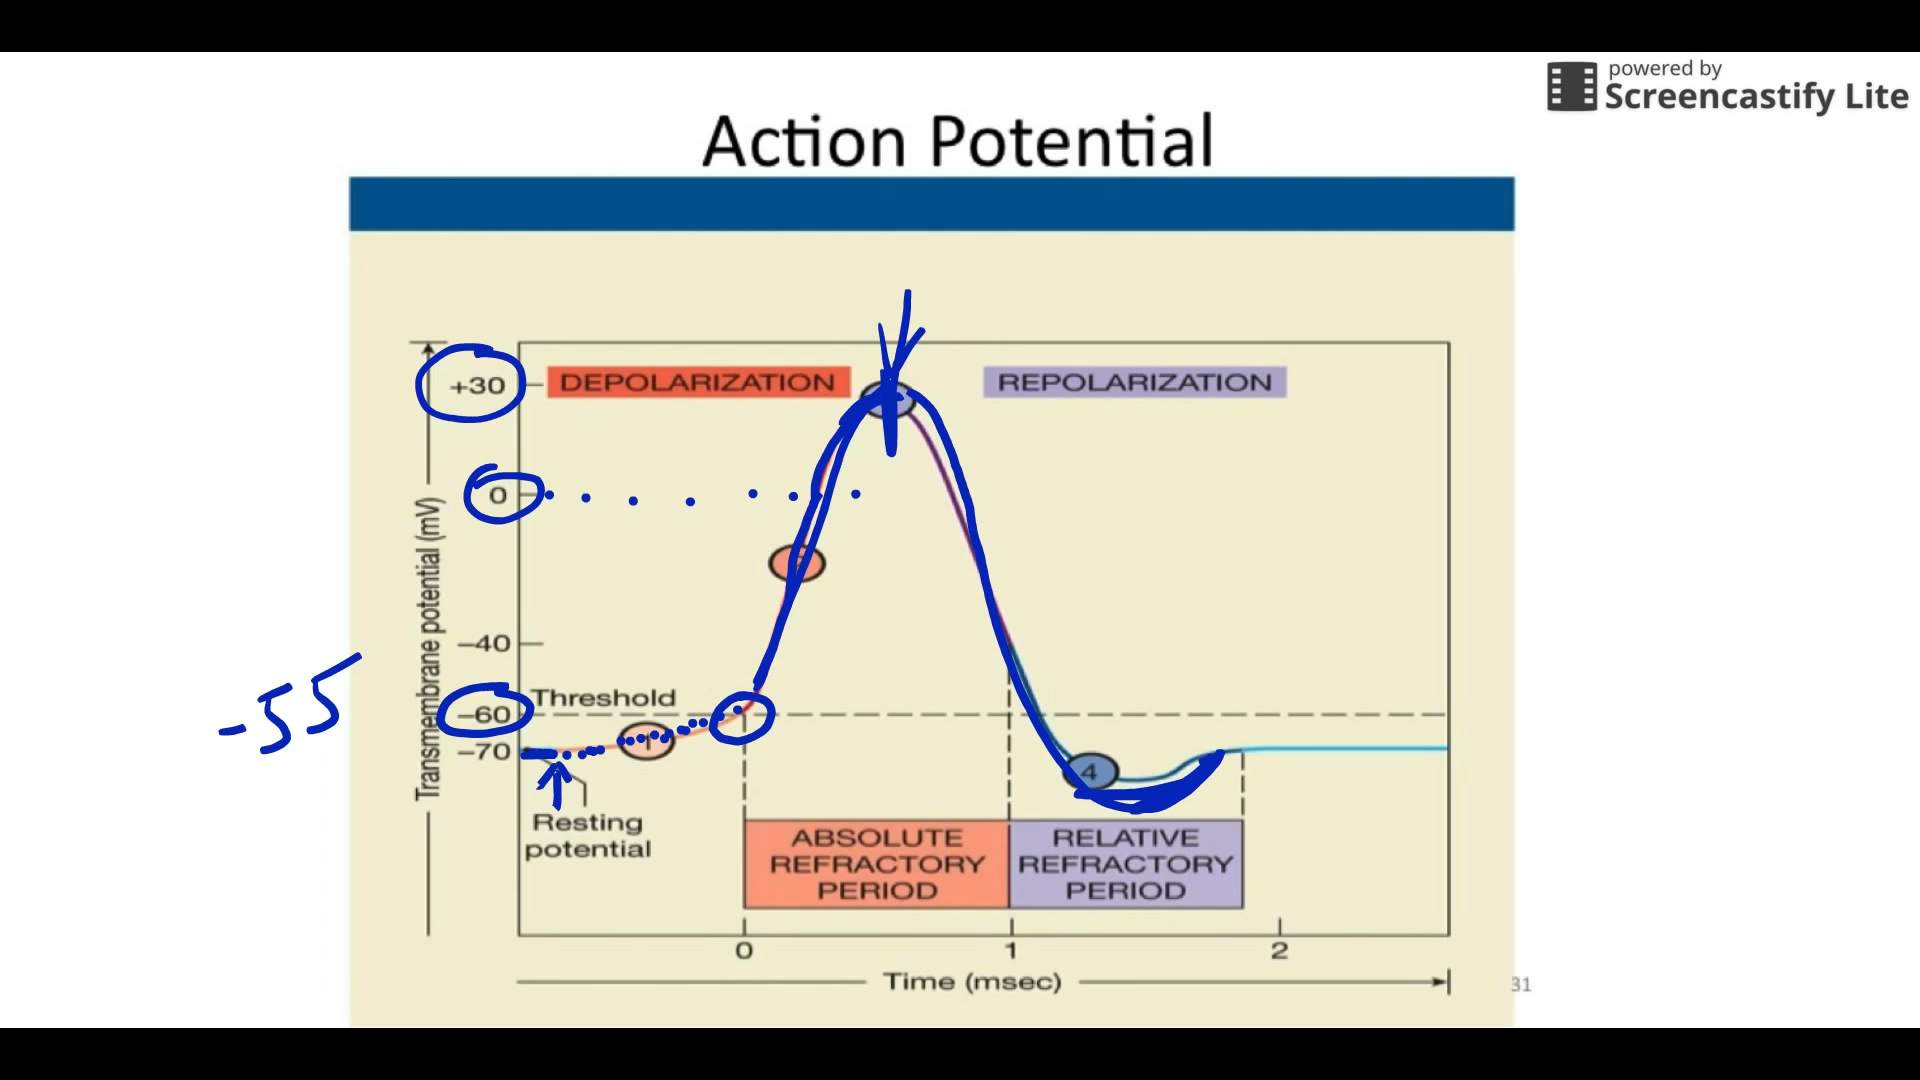 powered by
Screencastify Lite
Action Potential
+30
DEPOLARIZATION
REPOLARIZATION
0
Transmembrane potential (mV)
–40
-55
Threshold
–60
1
–70
4
Resting
potential
ABSOLUTE
REFRACTORY
PERIOD
RELATIVE
REFRACTORY
PERIOD
0
1
2
Time (msec)
31